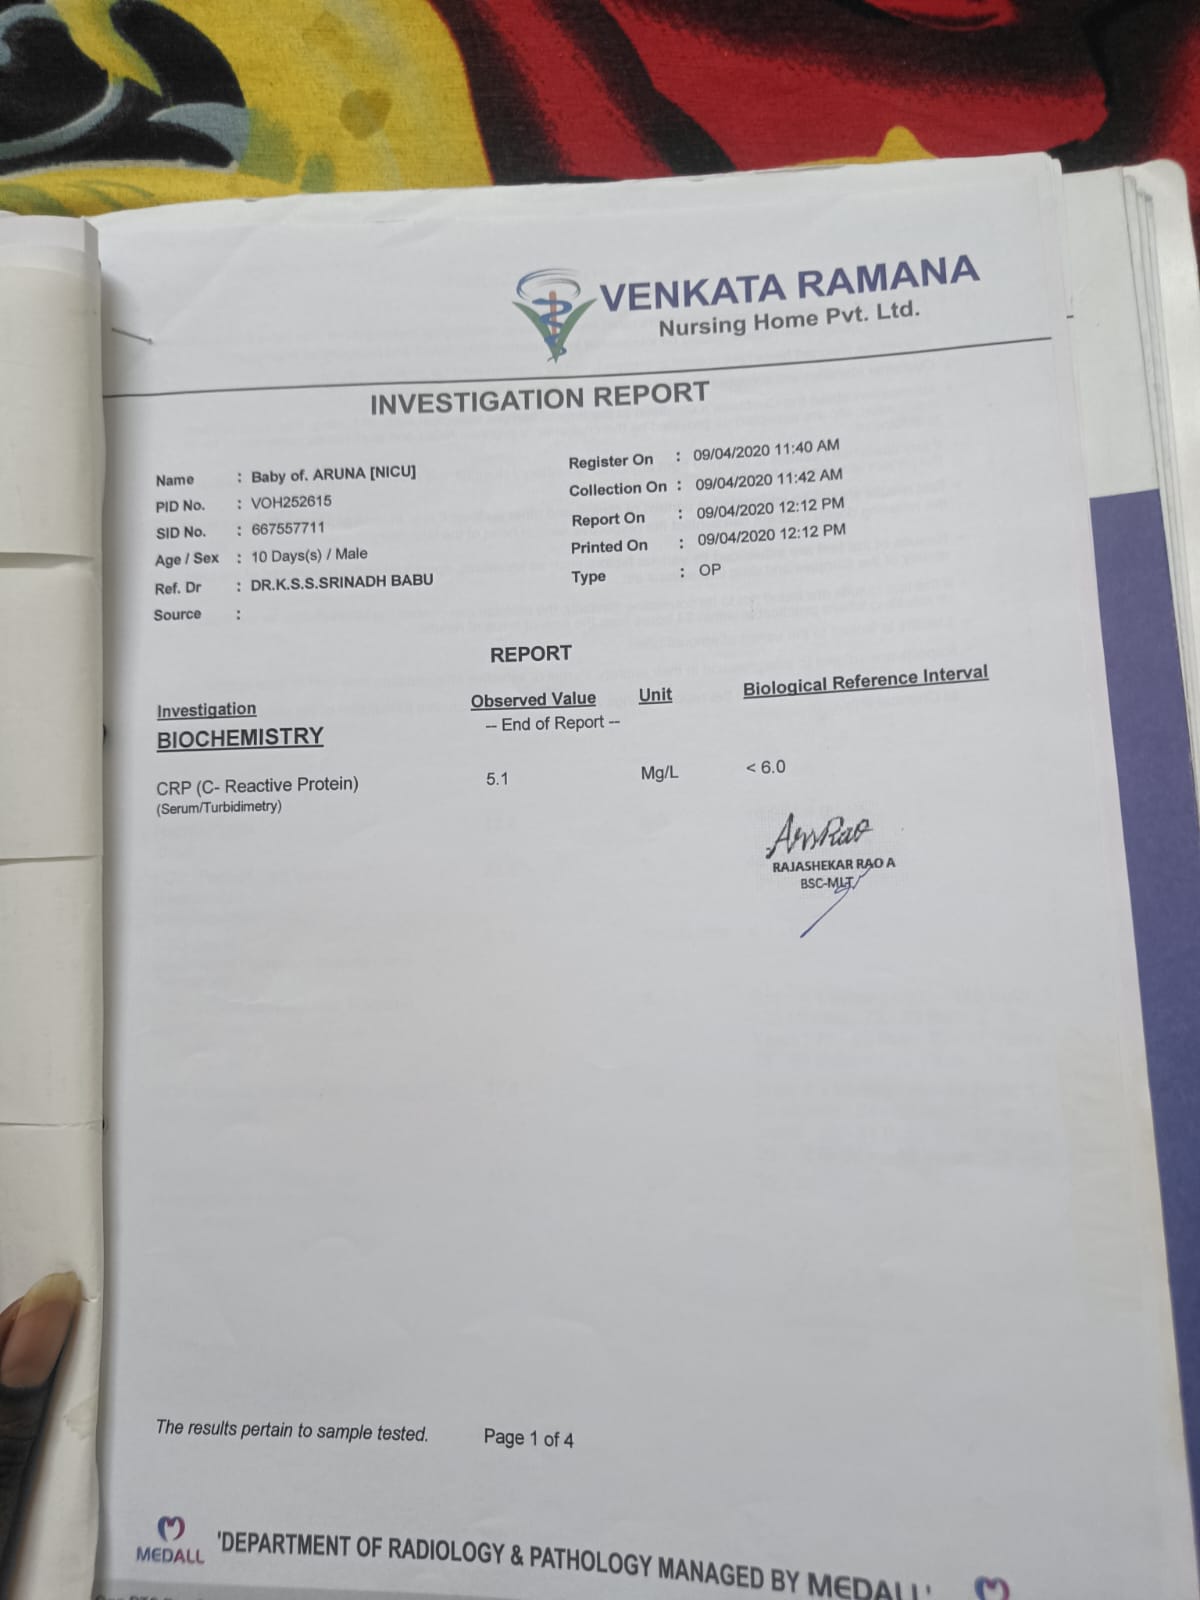 VENKATA RAMANA
Nursing Home Pvt. Ltd.
INVESTIGATION REPORT
Name : Baby of. ARUNA [NICU]
PID No. : VOH252615
SID No. : 667557711
Age / Sex : 10 Days(s) / Male
Ref. Dr : DR.K.S.S.SRINADH BABU
Source :
Register On : 09/04/2020 11:40 AM
Collection On : 09/04/2020 11:42 AM
Report On : 09/04/2020 12:12 PM
Printed On : 09/04/2020 12:12 PM
Type : OP
REPORT
Investigation Observed Value Unit Biological Reference Interval
-- End of Report --
BIOCHEMISTRY
CRP (C- Reactive Protein) 5.1 Mg/L < 6.0
(Serum/Turbidimetry)
RAJASHEKAR RAO A
BSC-MLT
The results pertain to sample tested. Page 1 of 4
MEDALL 'DEPARTMENT OF RADIOLOGY & PATHOLOGY MANAGED BY MEDALL'